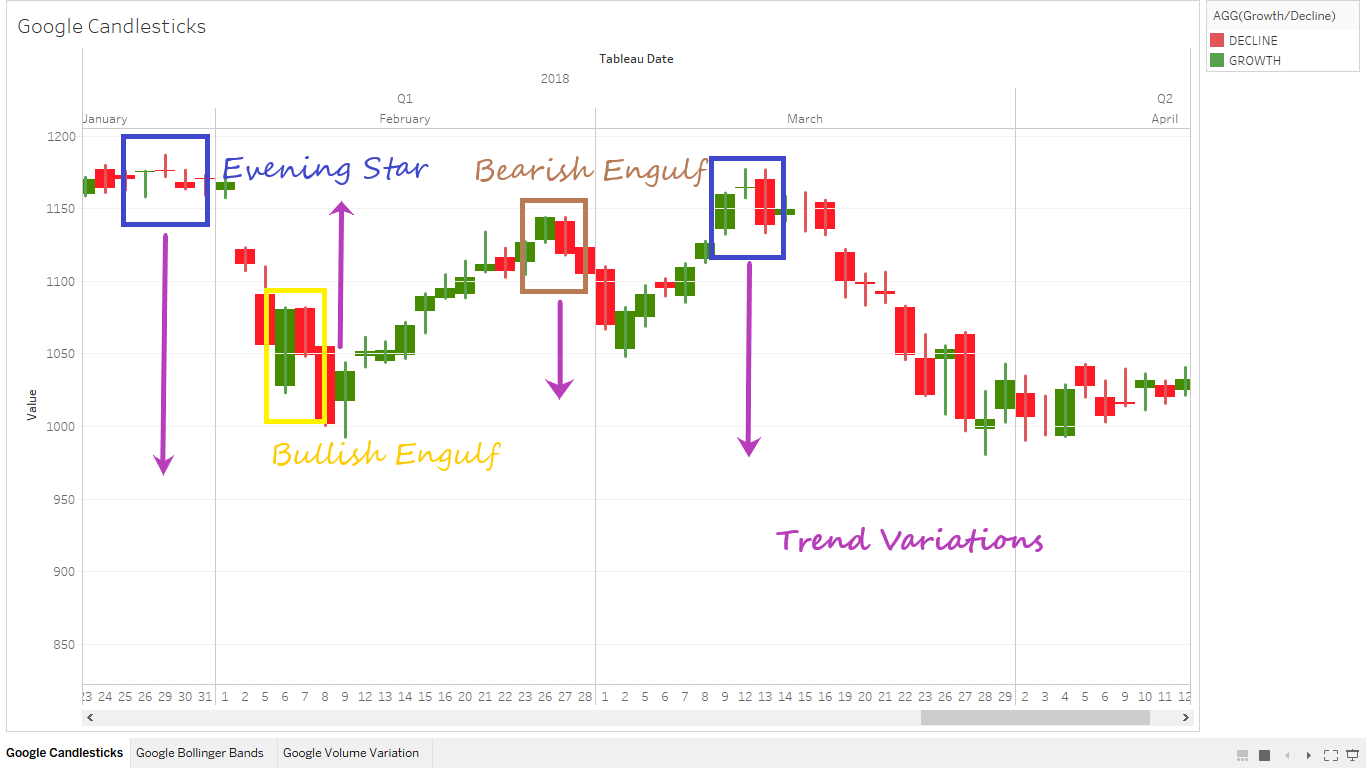 Google Candlesticks
AGG(Growth/Decline)
DECLINE
GROWTH
Tableau Date
2018
Q1 Q2
January February March April
1200
Evening Star Bearish Engulf
1150
1100
1050
Value
1000
Bullish Engulf
950
Trend Variations
900
850
23 24 25 26 29 30 31 1 2 5 6 7 8 9 12 13 14 15 16 20 21 22 23 26 27 28 1 2 5 6 7 8 9 12 13 14 15 16 19 20 21 22 23 26 27 28 29 2 3 4 5 6 9 10 11 12
Google Candlesticks Google Bollinger Bands Google Volume Variation